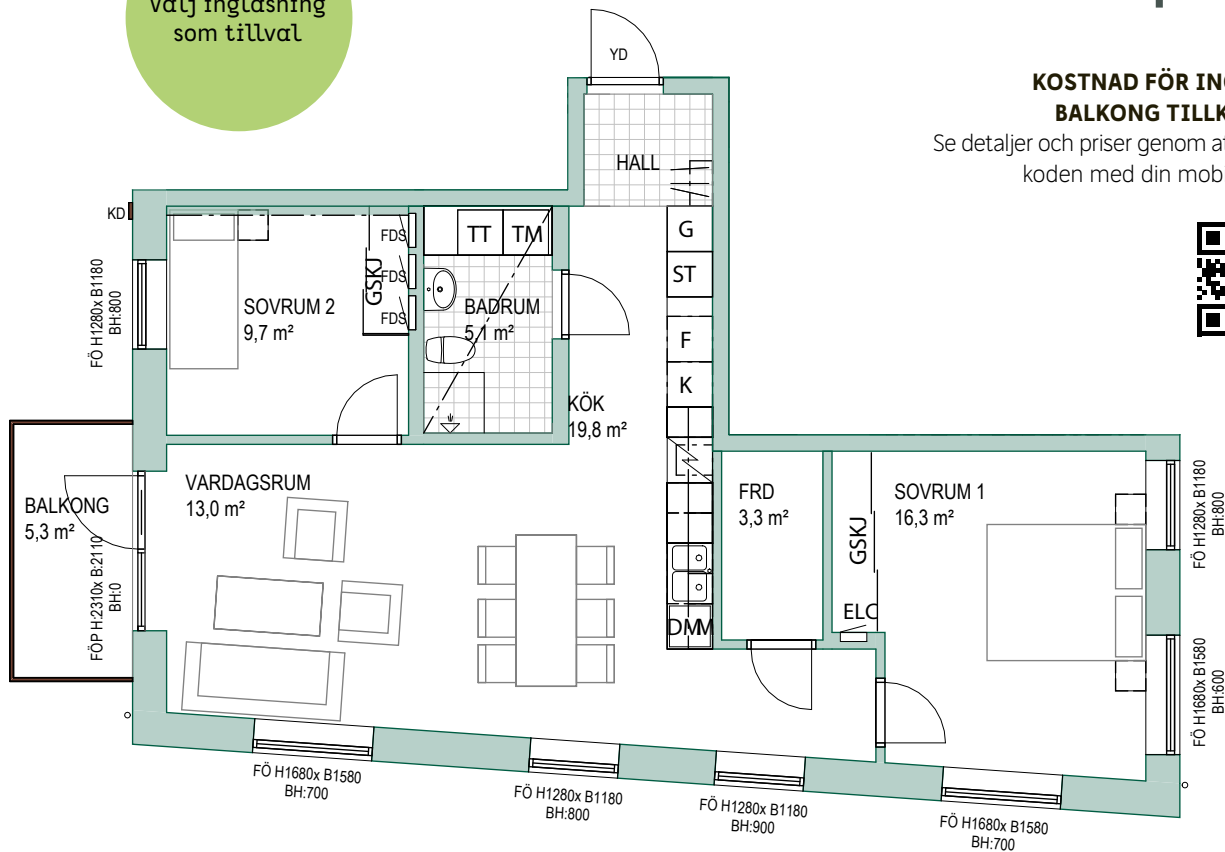 Välj inglasning
som tillval
YD
KOSTNAD FÖR
BALKONG
Se detaljer och priser genom
koden med din
HALL
KD
G
FDS
TT
TM
ST
GSKJ
FDS
SOVRUM 2
9,7 m²
BADRUM
5,1 m²
FDS
FÖ H1280x B1180
BH:800
F
K
KÖK
19,8 m²
VARDAGSRUM
13,0 m²
BALKONG
5,3 m²
FÖP H:2310x B:2110
BH:0
FRD
3,3 m²
SOVRUM 1
16,3 m²
GSKJ
ELC
DMM
FÖ H1280x B1180
BH:800
FÖ H1680x B1580
BH:600
FÖ H1680x B1580
BH:700
FÖ H1280x B1180
BH:800
FÖ H1280x B1180
BH:900
FÖ H1680x B1580
BH:700